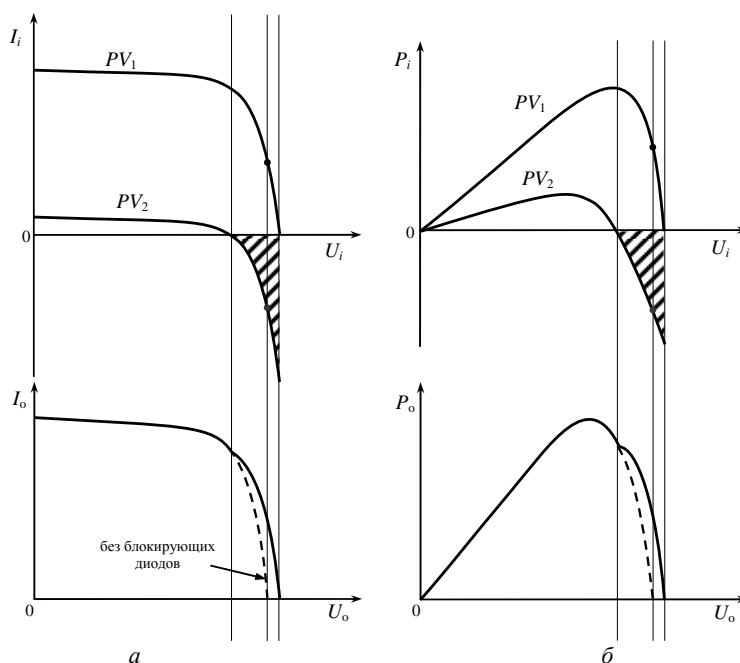 I_i
PV_1
PV_2
0
U_i
P_i
PV_1
PV_2
0
U_i
I_o
без блокирующих
диодов
0
U_o
P_o
0
U_o
а
б